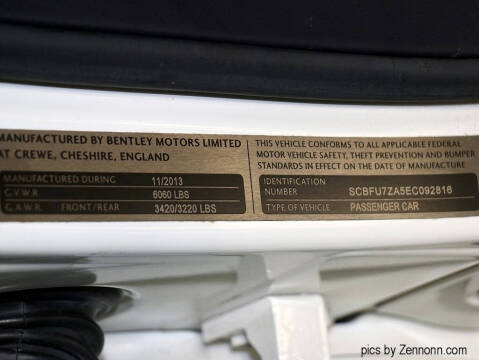 MANUFACTURED BY BENTLEY MOTORS LIMITED
AT CREWE, CHESHIRE, ENGLAND
MANUFACTURED DURING 11/2013
G.V.W.R. 6060 LBS
G.A.W.R. FRONT/REAR 3420/3220 LBS
THIS VEHICLE CONFORMS TO ALL APPLICABLE FEDERAL
MOTOR VEHICLE SAFETY, THEFT PREVENTION AND BUMPER
STANDARDS IN EFFECT ON THE DATE OF MANUFACTURE
IDENTIFICATION
NUMBER SCBFU7ZA5EC092816
TYPE OF VEHICLE PASSENGER CAR
pics by Zennonn.com